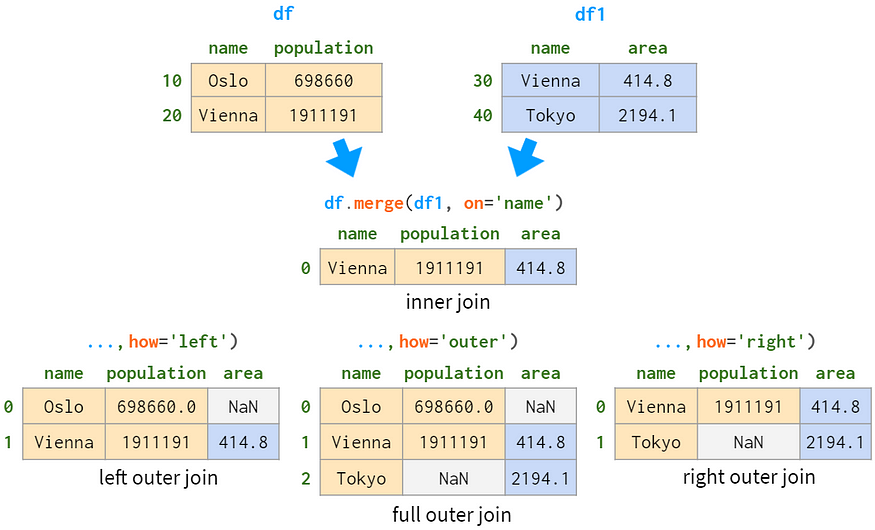 df df1
name population name area
10 Oslo 698660 30 Vienna 414.8
20 Vienna 1911191 40 Tokyo 2194.1
df.merge(df1, on='name')
name population area
0 Vienna 1911191 414.8
inner join
...,how='left') ...,how='outer') ...,how='right')
name population area name population area name population area
0 Oslo 698660.0 NaN 0 Oslo 698660.0 NaN 0 Vienna 1911191 414.8
1 Vienna 1911191 414.8 1 Vienna 1911191 414.8 1 Tokyo NaN 2194.1
left outer join 2 Tokyo NaN 2194.1 right outer join
full outer join